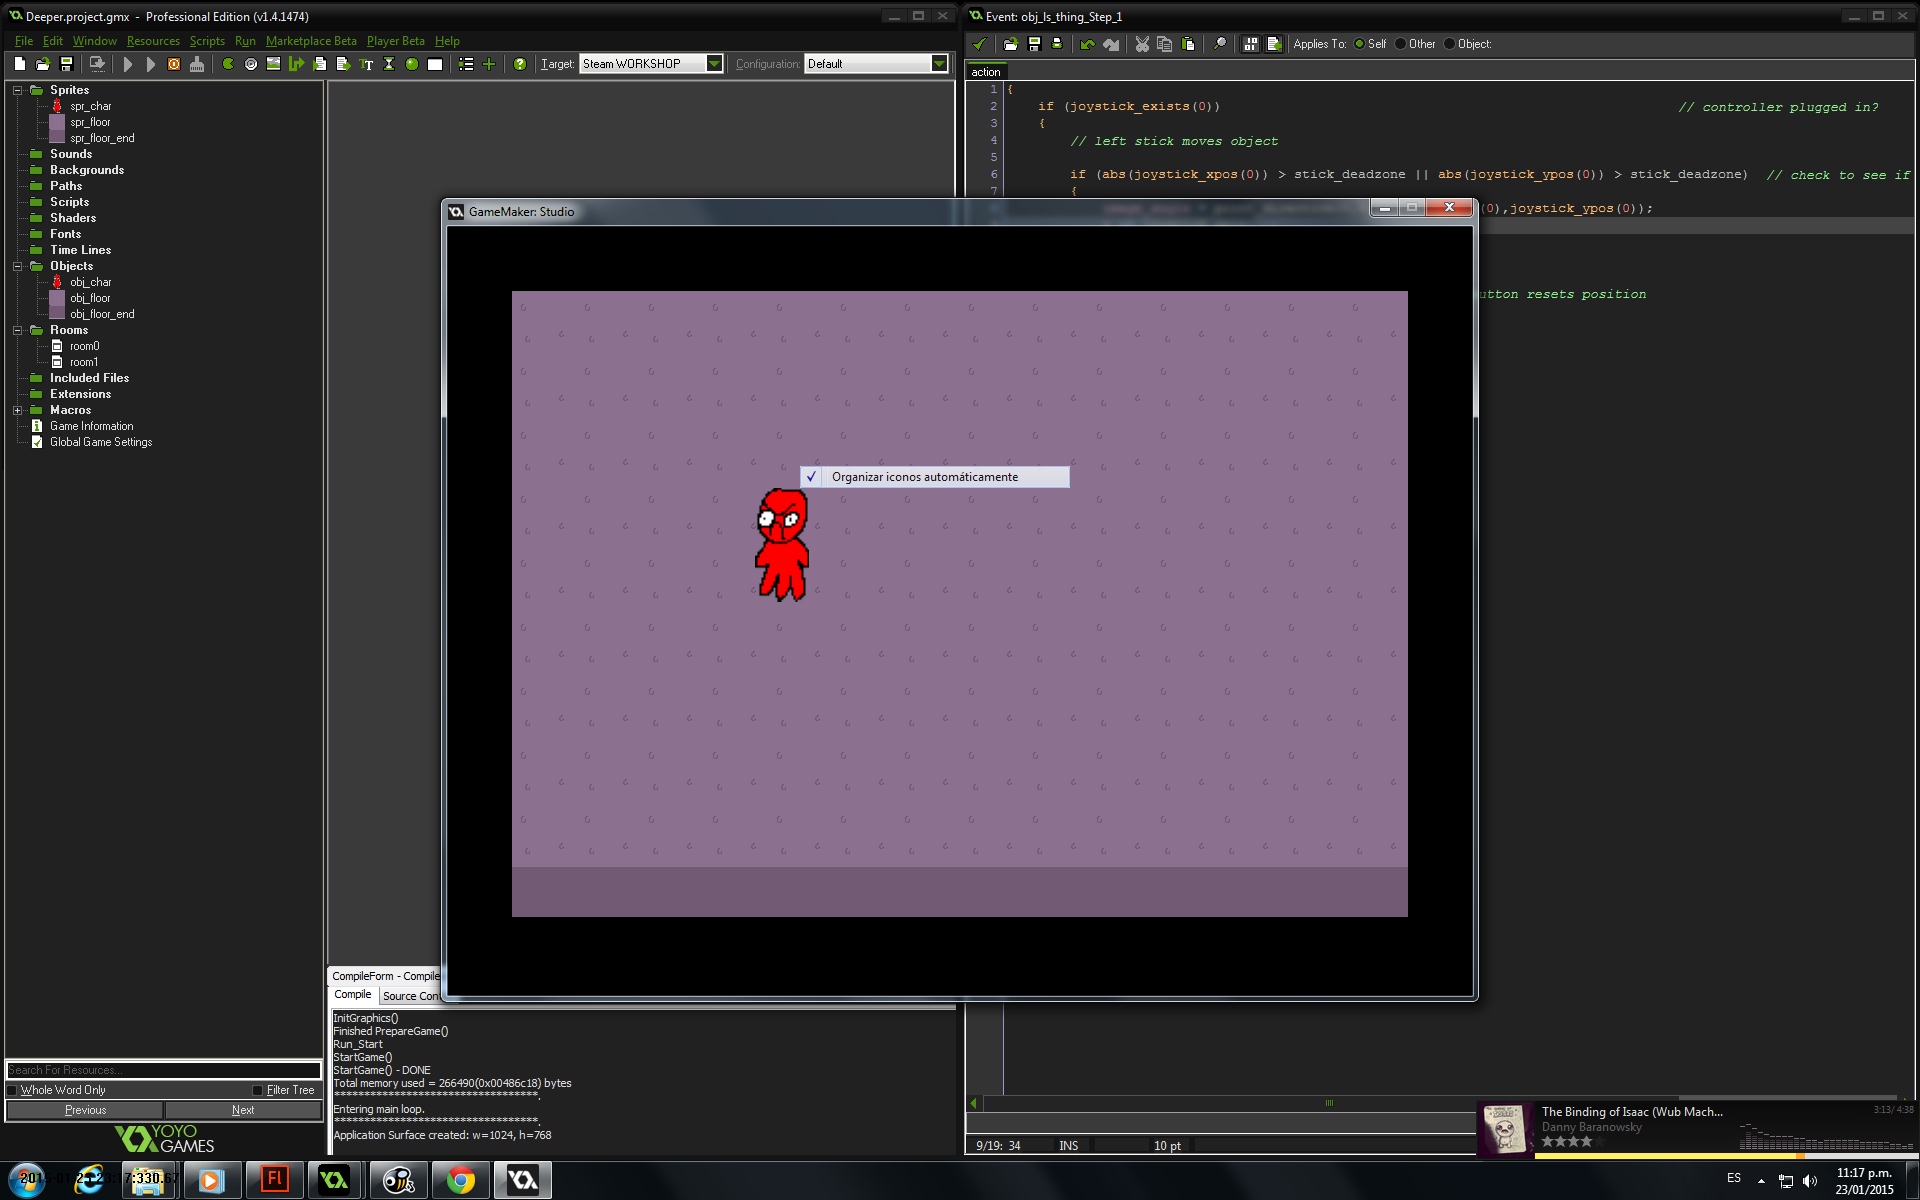 Deeper.project.gmx - Professional Edition (v1.4.1474)
File Edit Window Resources Scripts Run Marketplace Beta Player Beta Help
Target: Steam WORKSHOP Configuration: Default
Sprites
spr_char
spr_floor
spr_floor_end
Sounds
Backgrounds
Paths
Scripts
Shaders
Fonts
Time Lines
Objects
obj_char
obj_floor
obj_floor_end
Rooms
room0
room1
Included Files
Extensions
Macros
Game Information
Global Game Settings
Search For Resources...
Whole Word Only Filter Tree
Previous Next
YOYO
GAMES
Event: obj_ls_thing_Step_1
Applies To: Self Other Object:
action
1 {
2 if (joystick_exists(0)) // controller plugged in?
3 {
4 // left stick moves object
5
6 if (abs(joystick_xpos(0)) > stick_deadzone || abs(joystick_ypos(0)) > stick_deadzone) // check to see if
7 {
(0),joystick_ypos(0));
utton resets position
GameMaker: Studio
✓ Organizar iconos automáticamente
CompileForm - Compile
Compile Source Con
InitGraphics()
Finished PrepareGame()
Run_Start
StartGame()
StartGame() - DONE
Total memory used = 266490(0x00486c18) bytes
**********************************.
Entering main loop.
**********************************.
Application Surface created: w=1024, h=768
9/19: 34 INS 10 pt
The Binding of Isaac (Wub Mach...
3:13/ 4:38
Danny Baranowsky
Fl
ES
11:17 p.m.
23/01/2015